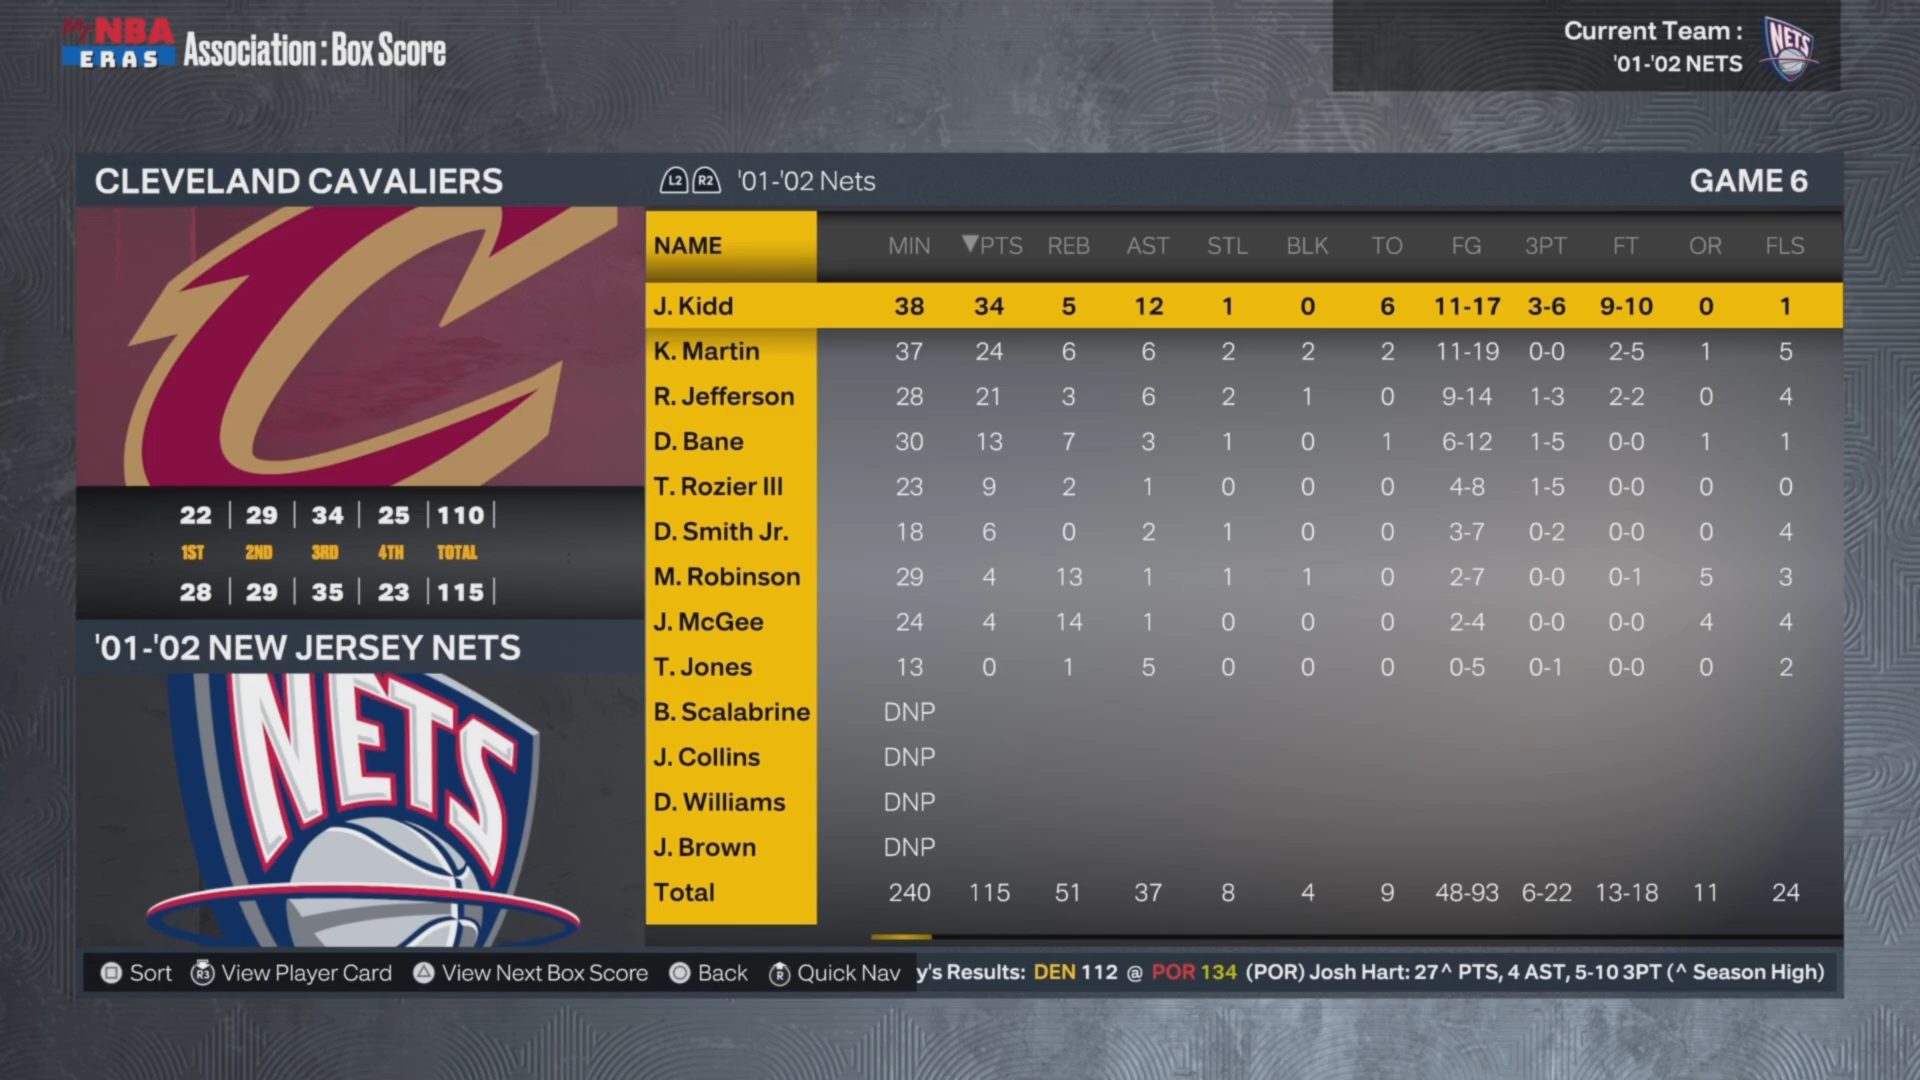 My NBA ERAS Association : Box Score
Current Team :
'01-'02 NETS
NETS
CLEVELAND CAVALIERS
22 | 29 | 34 | 25 | 110 |
1ST 2ND 3RD 4TH TOTAL
28 | 29 | 35 | 23 | 115 |
'01-'02 NEW JERSEY NETS
NETS
L2 R2 '01-'02 Nets GAME 6
NAME MIN ▼PTS REB AST STL BLK TO FG 3PT FT OR FLS
J. Kidd 38 34 5 12 1 0 6 11-17 3-6 9-10 0 1
K. Martin 37 24 6 6 2 2 2 11-19 0-0 2-5 1 5
R. Jefferson 28 21 3 6 2 1 0 9-14 1-3 2-2 0 4
D. Bane 30 13 7 3 1 0 1 6-12 1-5 0-0 1 1
T. Rozier III 23 9 2 1 0 0 0 4-8 1-5 0-0 0 0
D. Smith Jr. 18 6 0 2 1 0 0 3-7 0-2 0-0 0 4
M. Robinson 29 4 13 1 1 1 0 2-7 0-0 0-1 5 3
J. McGee 24 4 14 1 0 0 0 2-4 0-0 0-0 4 4
T. Jones 13 0 1 5 0 0 0 0-5 0-1 0-0 0 2
B. Scalabrine DNP
J. Collins DNP
D. Williams DNP
J. Brown DNP
Total 240 115 51 37 8 4 9 48-93 6-22 13-18 11 24
Sort R3 View Player Card View Next Box Score Back R Quick Nav y's Results: DEN 112 @ POR 134 (POR) Josh Hart: 27^ PTS, 4 AST, 5-10 3PT (^ Season High)